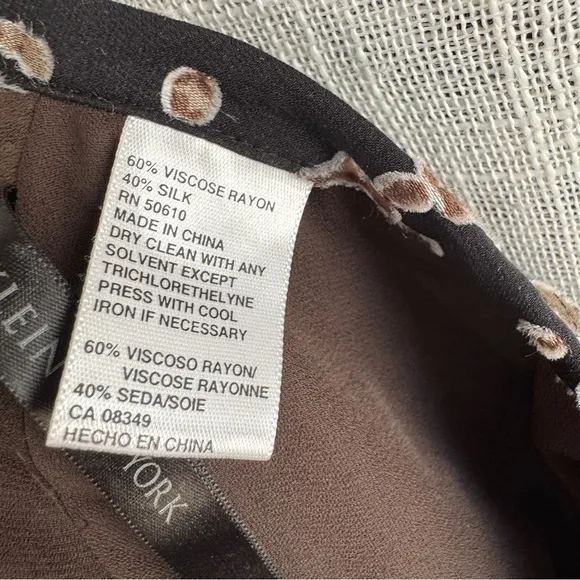 60% VISCOSE RAYON
40% SILK
RN 50610
MADE IN CHINA
DRY CLEAN WITH ANY
SOLVENT EXCEPT
TRICHLORETHELYNE
PRESS WITH COOL
IRON IF NECESSARY
60% VISCOSO RAYON/
VISCOSE RAYONNE
40% SEDA/SOIE
CA 08349
HECHO EN CHINA
KLEIN
YORK